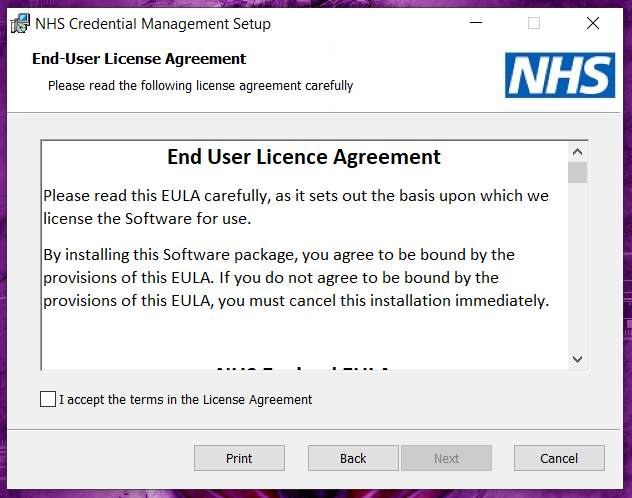 NHS Credential Management Setup
End-User License Agreement
Please read the following license agreement carefully
NHS
End User Licence Agreement
Please read this EULA carefully, as it sets out the basis upon which we
license the Software for use.
By installing this Software package, you agree to be bound by the
provisions of this EULA. If you do not agree to be bound by the
provisions of this EULA, you must cancel this installation immediately.
NHS England EULA
I accept the terms in the License Agreement
Print
Back
Next
Cancel